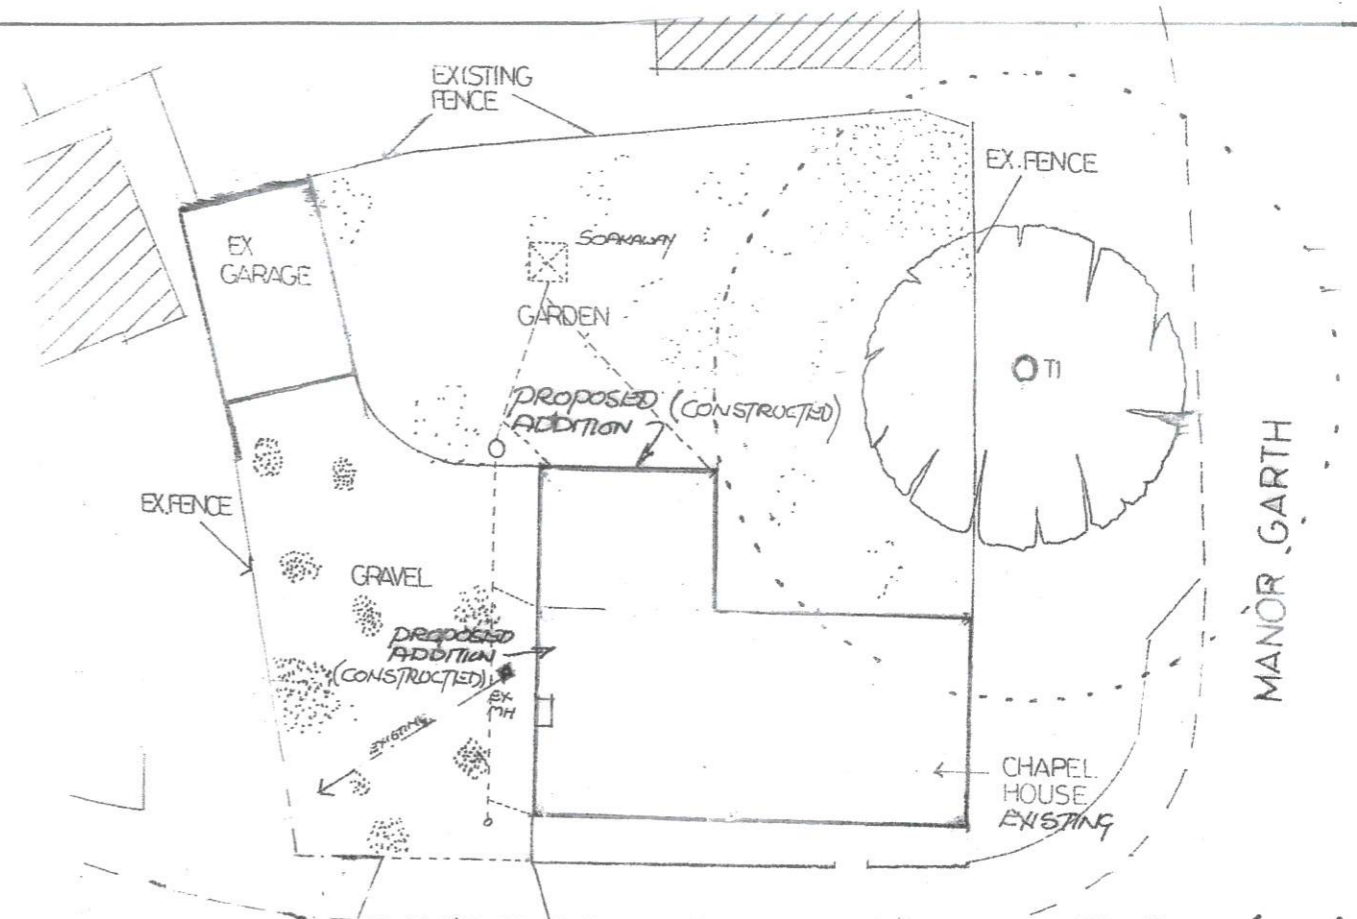 EXISTING
FENCE
EX.FENCE
EX
GARAGE
SOAKAWAY
GARDEN
T1
PROPOSED (CONSTRUCTED)
ADDITION
EX.FENCE
GRAVEL
PROPOSED
ADDITION
(CONSTRUCTED)
EX
MH
EXISTING
CHAPEL
HOUSE
EXISTING
MANOR GARTH